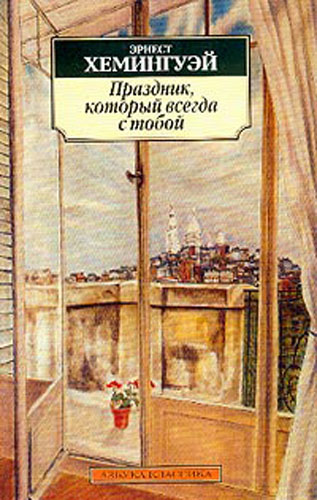 ЭРНЕСТ
ХЕМИНГУЭЙ
Праздник,
который всегда
с тобой
АЗБУКА-КЛАССИКА